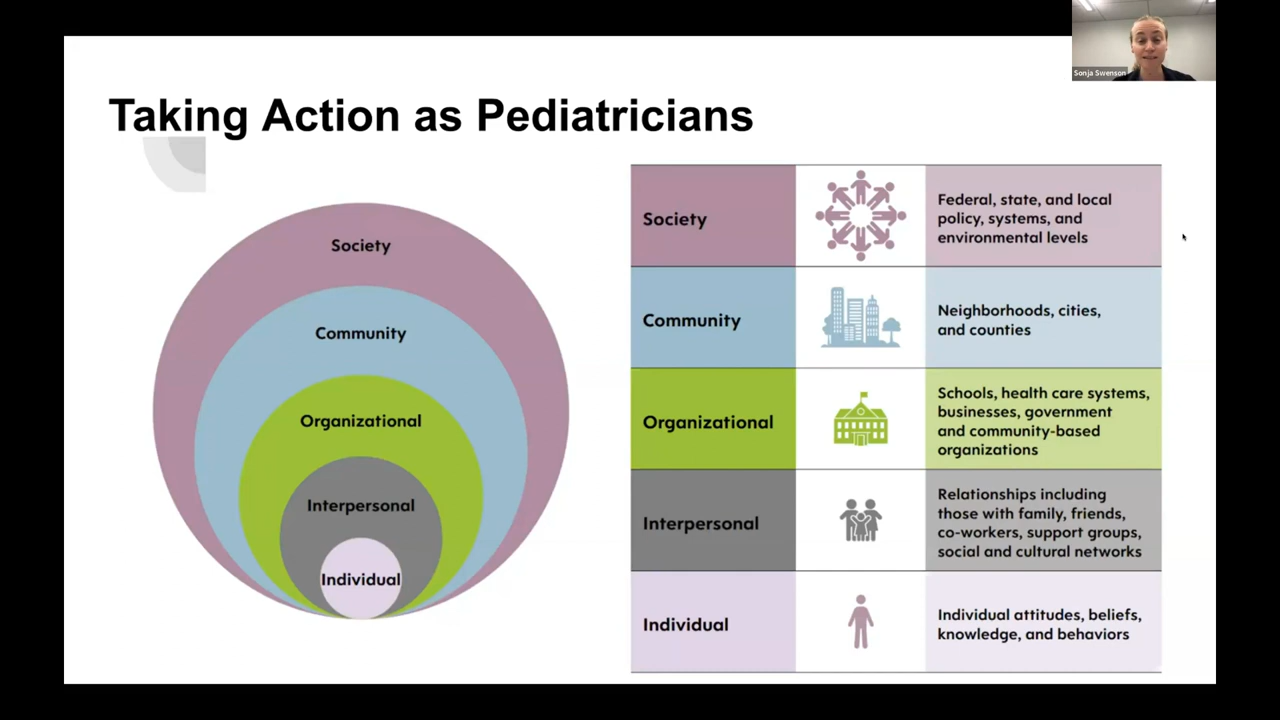 Sonja Swenson
Taking Action as Pediatricians
Society
Community
Organizational
Interpersonal
Individual
Society
Federal, state, and local
policy, systems, and
environmental levels
Community
Neighborhoods, cities,
and counties
Organizational
Schools, health care systems,
businesses, government
and community-based
organizations
Interpersonal
Relationships including
those with family, friends,
co-workers, support groups,
social and cultural networks
Individual
Individual attitudes, beliefs,
knowledge, and behaviors